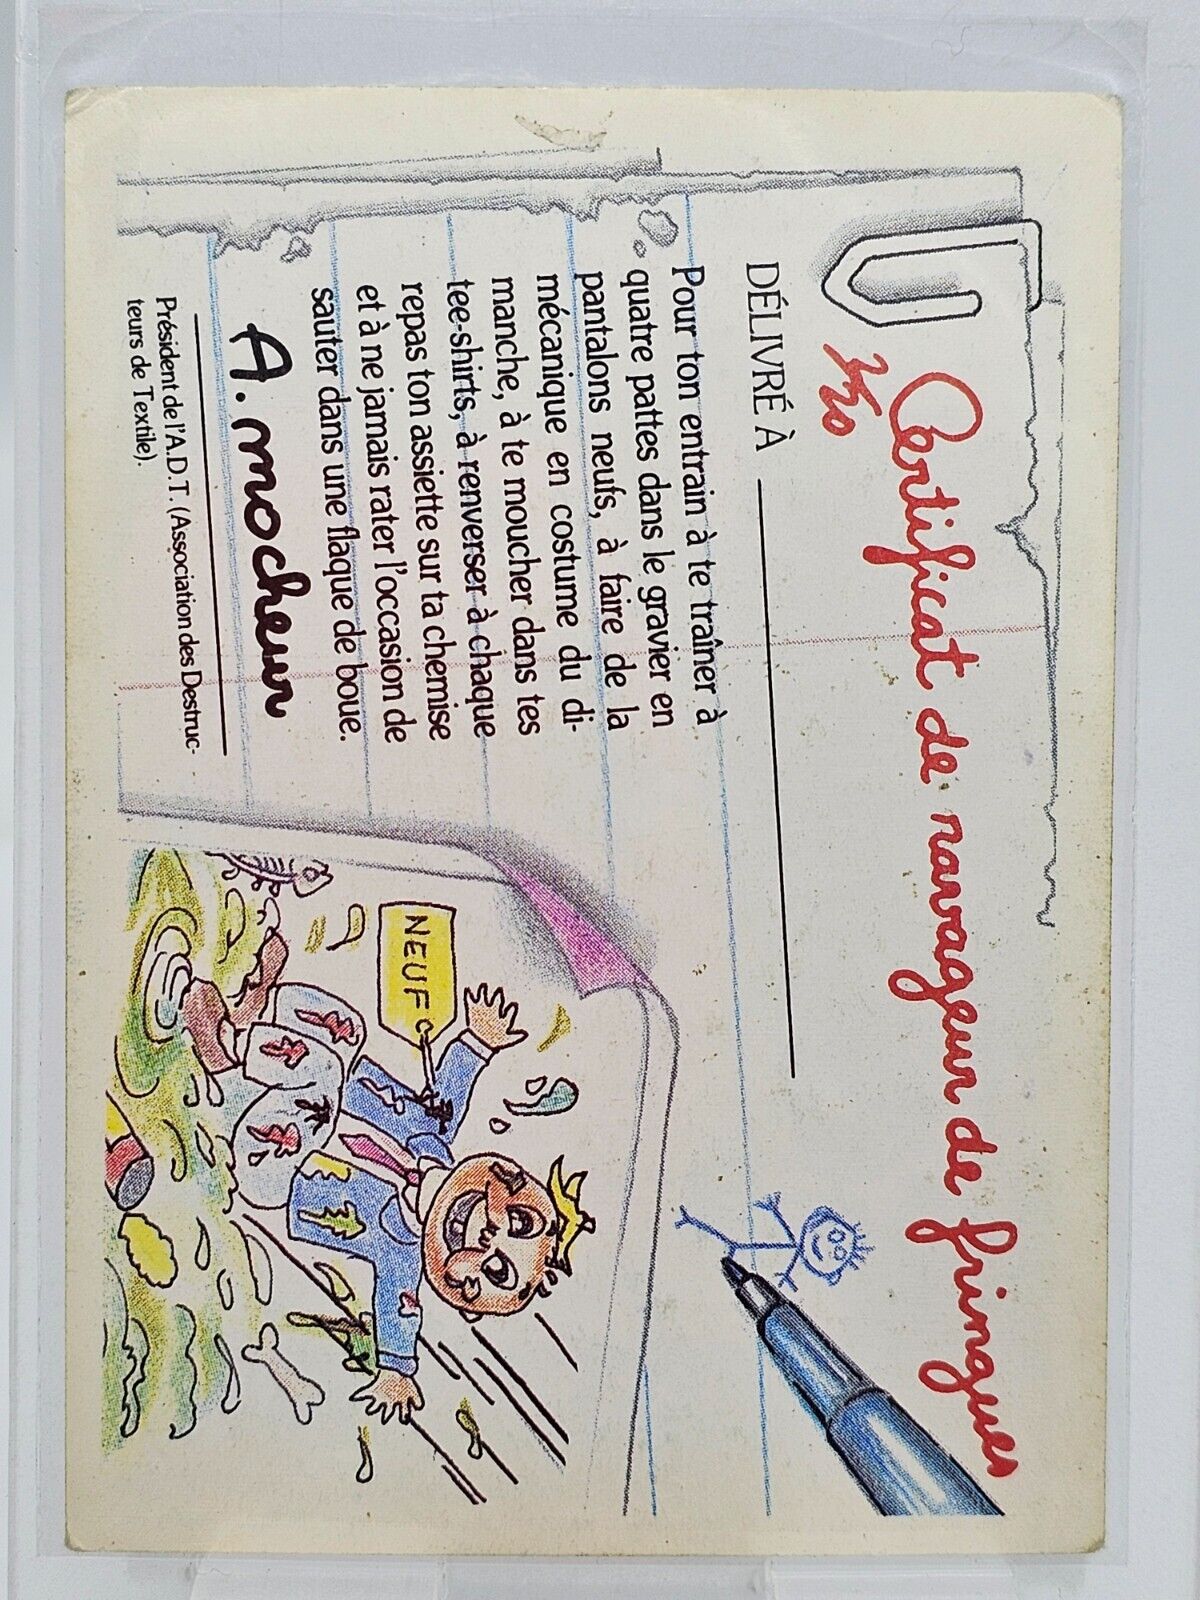 Certificat de ravageur de fringues
DÉLIVRÉ À
Pour ton entrain à te traîner à
quatre pattes dans le gravier en
pantalons neufs, à faire de la
mécanique en costume du di-
manche, à te moucher dans tes
tee-shirts, à renverser à chaque
repas ton assiette sur ta chemise
et à ne jamais rater l'occasion de
sauter dans une flaque de boue.
A. mocheur
Président de l'A.D.T. (Association des Destruc-
teurs de Textile).
NEUF